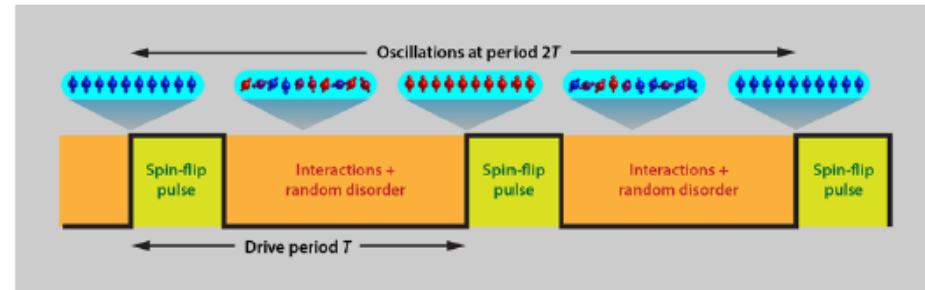 Oscillations at period 2T
Spin-flip
pulse
Interactions +
random disorder
Spin-flip
pulse
Interactions +
random disorder
Spin-flip
pulse
Drive period T